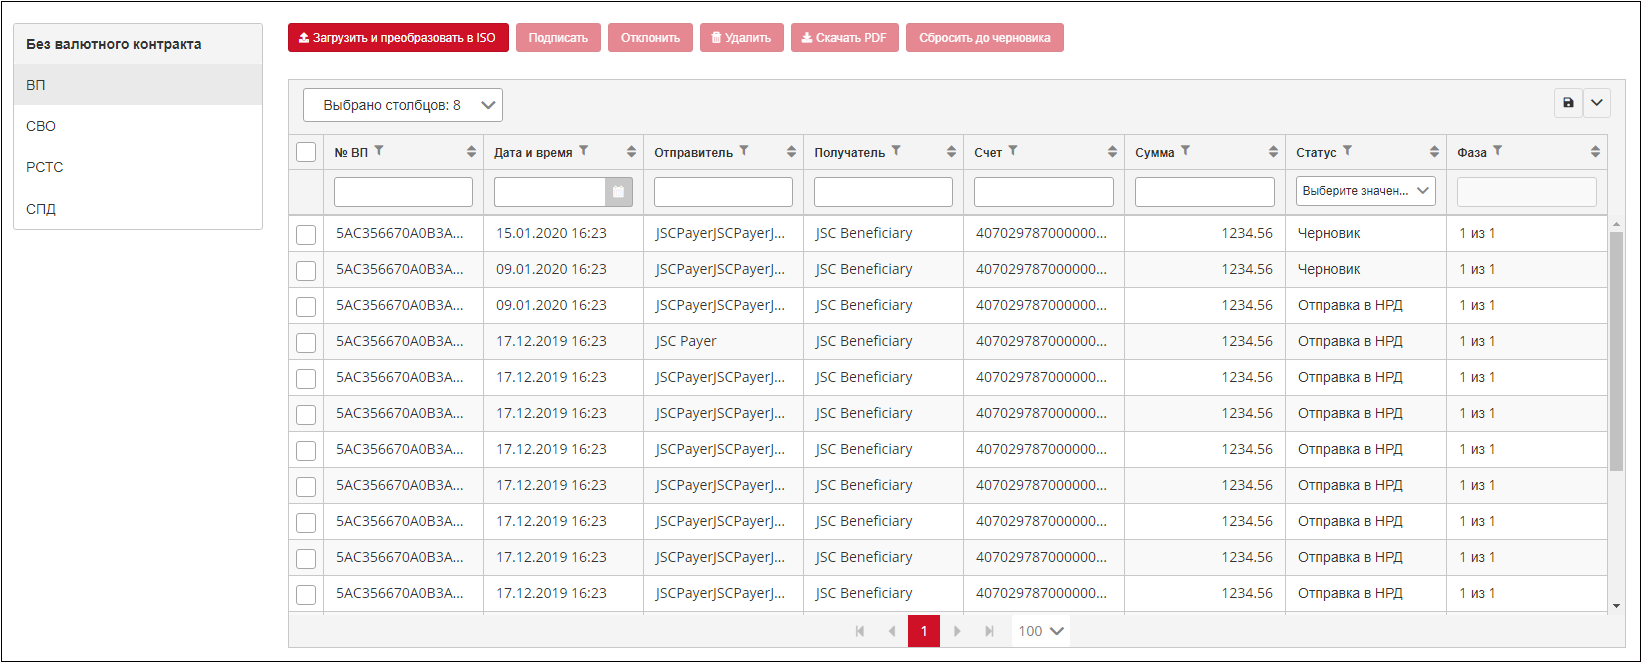 Без валютного контракта
ВП
СВО
РСТС
СПД
Загрузить и преобразовать в ISO Подписать Отклонить Удалить Скачать PDF Сбросить до черновика
Выбрано столбцов: 8
№ ВП Дата и время Отправитель Получатель Счет Сумма Статус Фаза
Выберите значен...
5AC356670A0B3A... 15.01.2020 16:23 JSCPayerJSCPayerJ... JSC Beneficiary 407029787000000... 1234.56 Черновик 1 из 1
5AC356670A0B3A... 09.01.2020 16:23 JSCPayerJSCPayerJ... JSC Beneficiary 407029787000000... 1234.56 Черновик 1 из 1
5AC356670A0B3A... 09.01.2020 16:23 JSCPayerJSCPayerJ... JSC Beneficiary 407029787000000... 1234.56 Отправка в НРД 1 из 1
5AC356670A0B3A... 17.12.2019 16:23 JSC Payer JSC Beneficiary 407029787000000... 1234.56 Отправка в НРД 1 из 1
5AC356670A0B3A... 17.12.2019 16:23 JSCPayerJSCPayerJ... JSC Beneficiary 407029787000000... 1234.56 Отправка в НРД 1 из 1
5AC356670A0B3A... 17.12.2019 16:23 JSCPayerJSCPayerJ... JSC Beneficiary 407029787000000... 1234.56 Отправка в НРД 1 из 1
5AC356670A0B3A... 17.12.2019 16:23 JSCPayerJSCPayerJ... JSC Beneficiary 407029787000000... 1234.56 Отправка в НРД 1 из 1
5AC356670A0B3A... 17.12.2019 16:23 JSCPayerJSCPayerJ... JSC Beneficiary 407029787000000... 1234.56 Отправка в НРД 1 из 1
5AC356670A0B3A... 17.12.2019 16:23 JSCPayerJSCPayerJ... JSC Beneficiary 407029787000000... 1234.56 Отправка в НРД 1 из 1
5AC356670A0B3A... 17.12.2019 16:23 JSCPayerJSCPayerJ... JSC Beneficiary 407029787000000... 1234.56 Отправка в НРД 1 из 1
5AC356670A0B3A... 17.12.2019 16:23 JSCPayerJSCPayerJ... JSC Beneficiary 407029787000000... 1234.56 Отправка в НРД 1 из 1
1 100